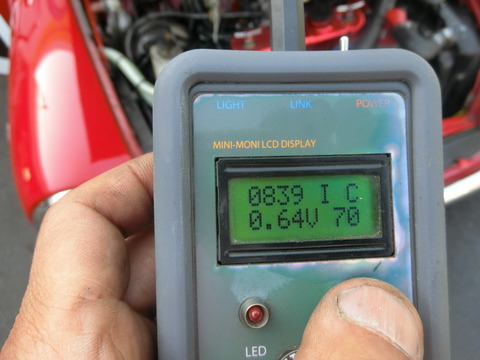 LIGHT LINK POWER
MINI-MONI LCD DISPLAY
0839 I C
0.64V 70
LED